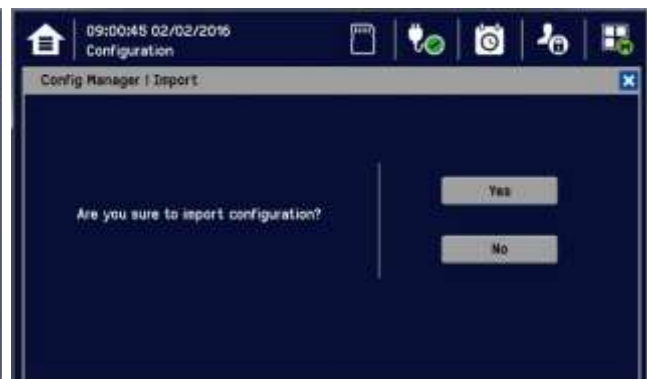 09:00:45 02/02/2016
Configuration
Config Manager | Import
Are you sure to import configuration?
Yes
No